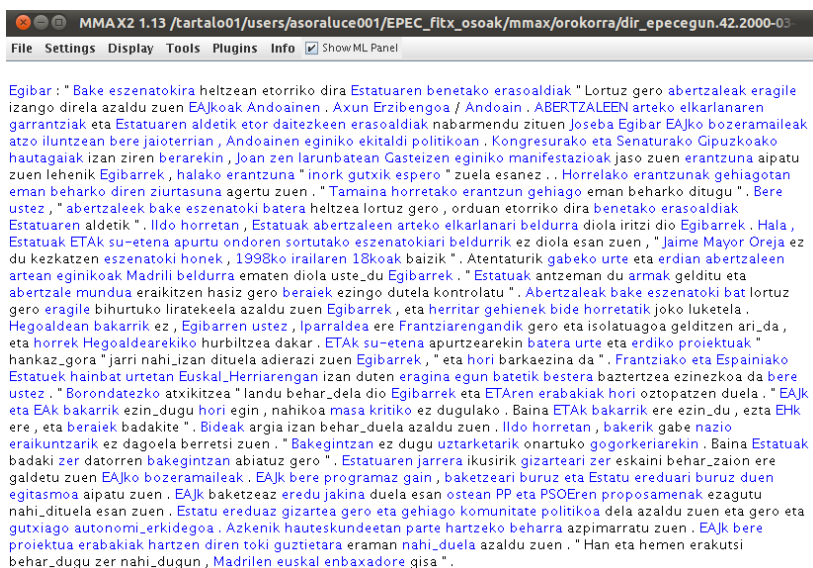 MMAX2 1.13 /tartalo01/users/asoraluce001/EPEC_fitx_osoak/mmax/orokorra/dir_epecegun.42.2000-03-
File Settings Display Tools Plugins Info Show ML Panel
Egibar : " Bake eszenatokira heltzean etorriko dira Estatuaren benetako erasoaldiak " Lortuz gero abertzaleak eragile
izango direla azaldu zuen EAJkoak Andoainen . Axun Erzibengoa / Andoain . ABERTZALEEN arteko elkarlanaren
garrantziak eta Estatuaren aldetik etor daitezkeen erasoaldiak nabarmendu zituen Joseba Egibar EAJko bozeramaileak
atzo iluntzean bere jaioterrian , Andoainen eginiko ekitaldi politikoan . Kongresurako eta Senaturako Gipuzkoako
hautagaiak izan ziren berarekin , Joan zen larunbatean Gasteizen eginiko manifestazioak jaso zuen erantzuna aipatu
zuen lehenik Egibarrek , halako erantzuna " inork gutxik espero " zuela esanez . . Horrelako erantzunak gehiagotan
eman beharko diren ziurtasuna agertu zuen . " Tamaina horretako erantzun gehiago eman beharko ditugu " . Bere
ustez , " abertzaleek bake eszenatoki batera heltzea lortuz gero , orduan etorriko dira benetako erasoaldiak
Estatuaren aldetik " . Ildo horretan , Estatuak abertzaleen arteko elkarlanari beldurra diola iritzi dio Egibarrek . Hala ,
Estatuak ETAk su-etena apurtu ondoren sortutako eszenatokiari beldurrik ez diola esan zuen , " Jaime Mayor Oreja ez
du kezkatzen eszenatoki honek , 1998ko irailaren 18koak baizik " . Atentaturik gabeko urte eta erdian abertzaleen
artean eginikoak Madrili beldurra ematen diola uste_du Egibarrek . " Estatuak antzeman du armak gelditu eta
abertzale mundua eraikitzen hasiz gero beraiek ezingo dutela kontrolatu " . Abertzaleak bake eszenatoki bat lortuz
gero eragile bihurtuko liratekeela azaldu zuen Egibarrek , eta herritar gehienek bide horretatik joko luketela .
Hegoaldean bakarrik ez , Egibarren ustez , Iparraldea ere Frantziarengandik gero eta isolatuagoa gelditzen ari_da ,
eta horrek Hegoaldearekiko hurbiltzea dakar . ETAk su-etena apurtzearekin batera urte eta erdiko proiektuak "
hankaz_gora " jarri nahi_izan dituela adierazi zuen Egibarrek , " eta hori barkaezina da " . Frantziako eta Espainiako
Estatuek hainbat urtetan Euskal_Herriarengan izan duten eragina egun batetik bestera baztertzea ezinezkoa da bere
ustez . " Borondatezko atxikitzea " landu behar_dela dio Egibarrek eta ETAren erabakiak hori oztopatzen duela . " EAJk
eta EAk bakarrik ezin_dugu hori egin , nahikoa masa kritiko ez dugulako . Baina ETAk bakarrik ere ezin_du , ezta EHk
ere , eta beraiek badakite " . Bideak argia izan behar_duela azaldu zuen . Ildo horretan , bakerik gabe nazio
eraikuntzarik ez dagoela berretsi zuen . " Bakegintzan ez dugu uztarketarik onartuko gogorkeriarekin . Baina Estatuak
badaki zer datorren bakegintzan abiatuz gero " . Estatuaren jarrera ikusirik gizarteari zer eskaini behar_zaion ere
galdetu zuen EAJko bozeramaileak . EAJk bere programaz gain , baketzeari buruz eta Estatu ereduari buruz duen
egitasmoa aipatu zuen . EAJk baketzeaz eredu jakina duela esan ostean PP eta PSOEren proposamenak ezagutu
nahi_dituela esan zuen . Estatu ereduaz gizartea gero eta gehiago komunitate politikoa dela azaldu zuen eta gero eta
gutxiago autonomi_erkidegoa . Azkenik hauteskundeetan parte hartzeko beharra azpimarratu zuen . EAJk bere
proiektua erabakiak hartzen diren toki guztietara eraman nahi_duela azaldu zuen . " Han eta hemen erakutsi
behar_dugu zer nahi_dugun , Madrilen euskal enbaxadore gisa " .